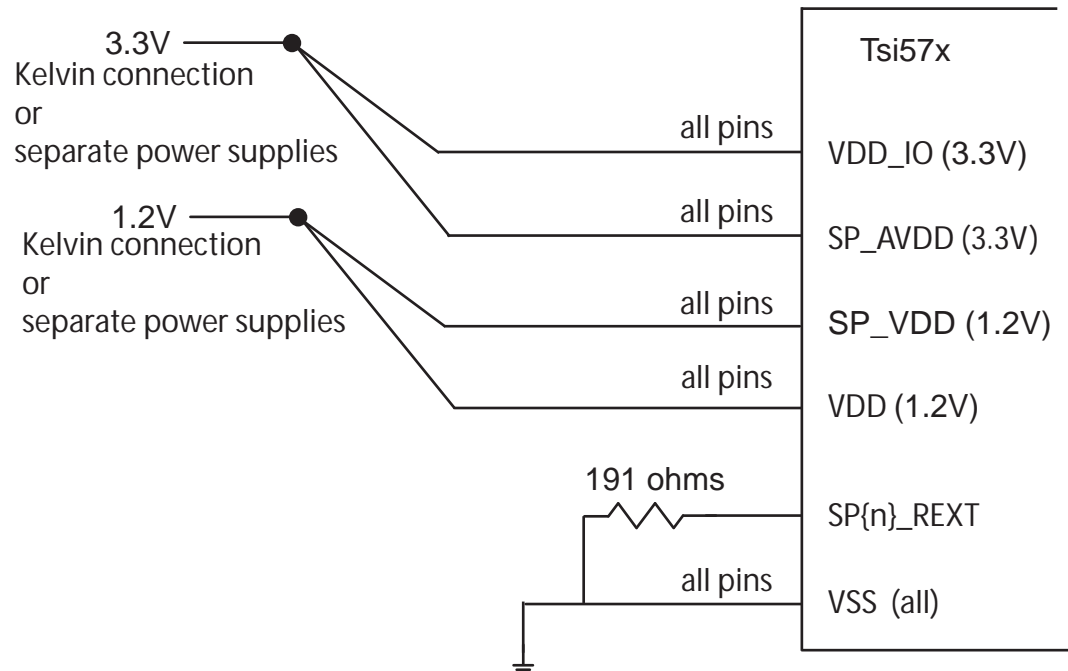 3.3V
Kelvin connection
or
separate power supplies
1.2V
Kelvin connection
or
separate power supplies
Tsi57x
all pins
VDD_IO (3.3V)
all pins
SP_AVDD (3.3V)
all pins
SP_VDD (1.2V)
all pins
VDD (1.2V)
191 ohms
SP{n}_REXT
all pins
VSS (all)